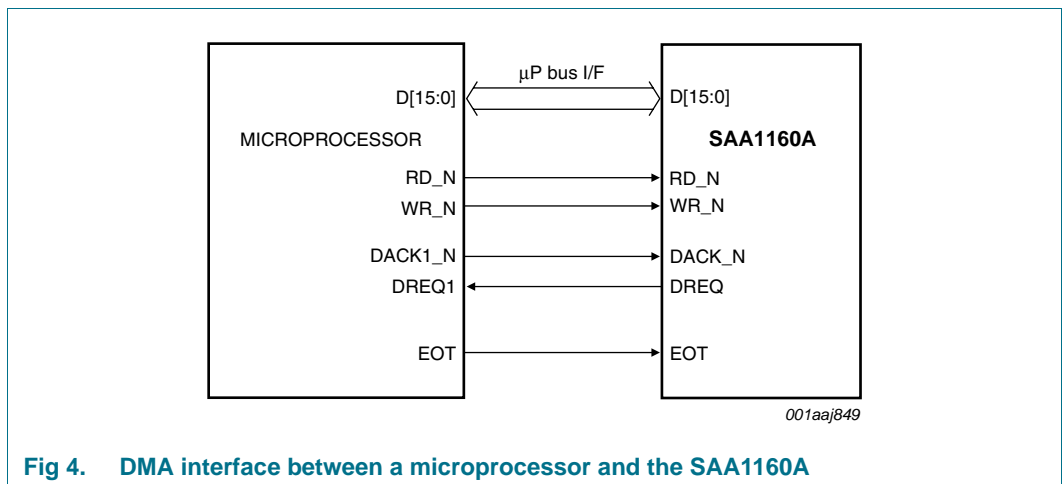 µP bus I/F
D[15:0] D[15:0]
MICROPROCESSOR SAA1160A
RD_N RD_N
WR_N WR_N
DACK1_N DACK_N
DREQ1 DREQ
EOT EOT
001aaj849
Fig 4. DMA interface between a microprocessor and the SAA1160A